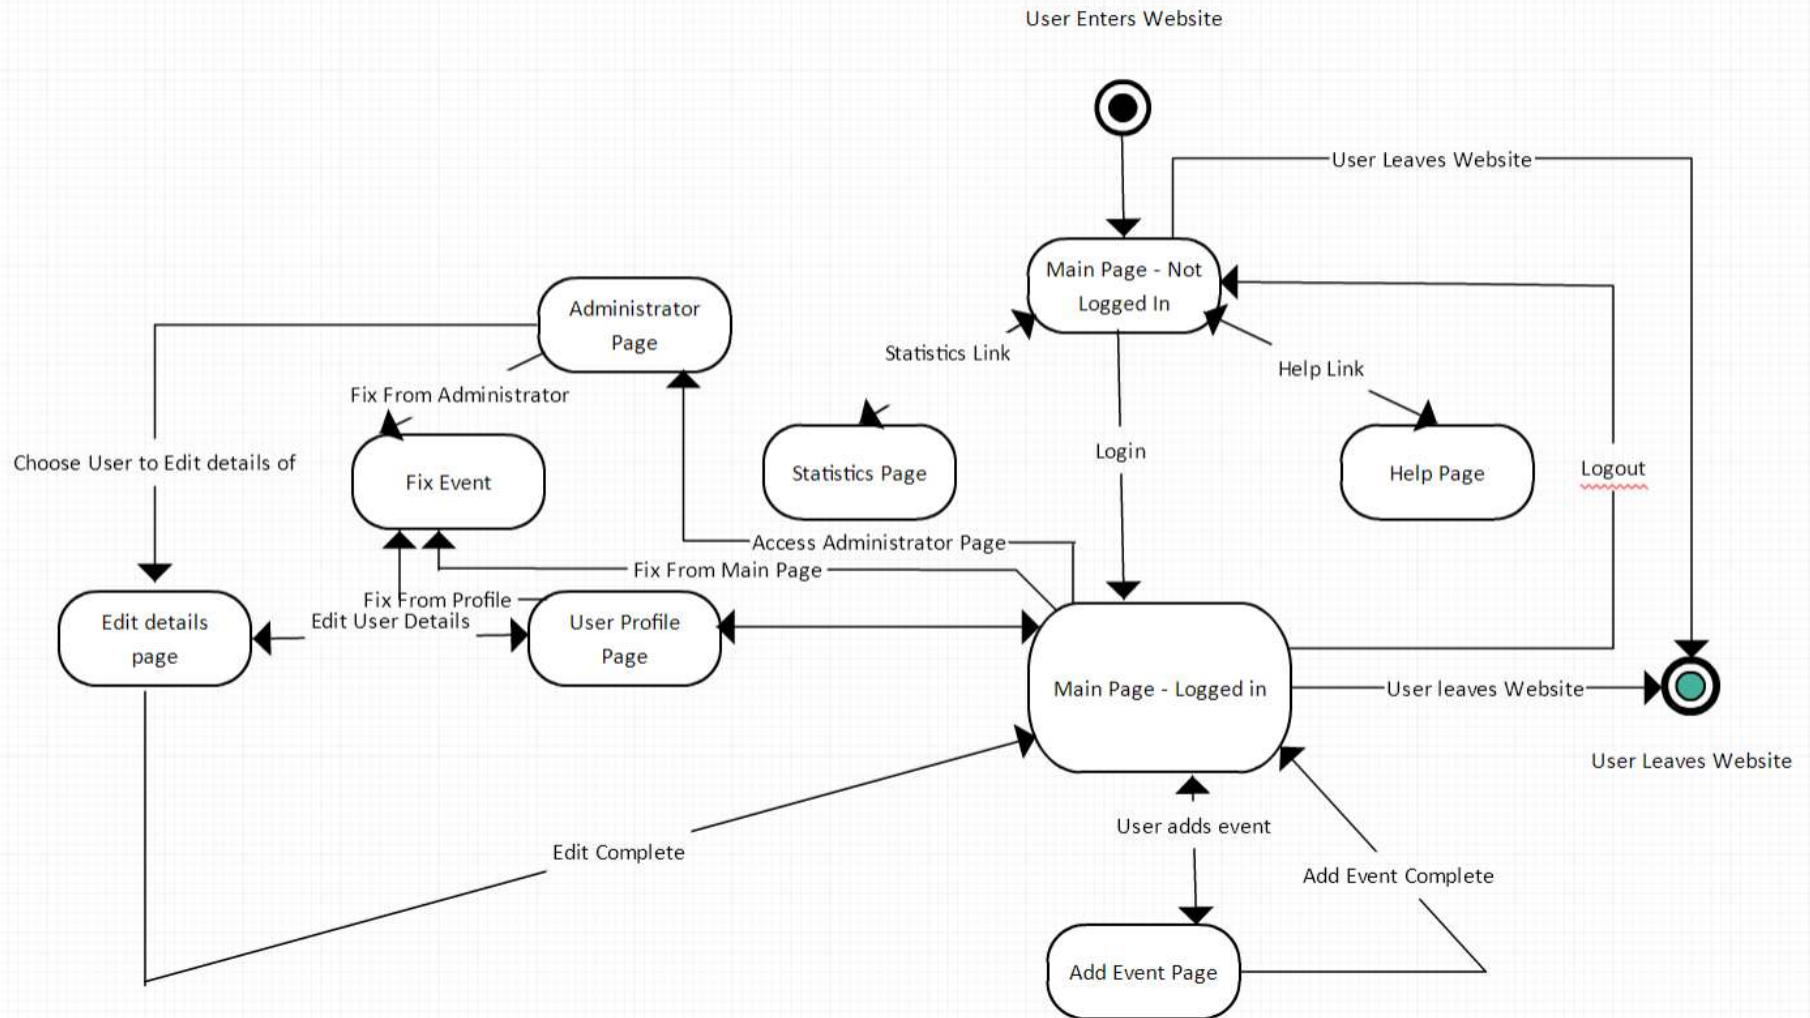 User Enters Website
User Leaves Website
Main Page - Not
Logged In
Administrator
Page
Statistics Link
Help Link
Fix From Administrator
Choose User to Edit details of
Fix Event
Statistics Page
Login
Help Page
Logout
Access Administrator Page
Fix From Main Page
Fix From Profile
Edit User Details
Edit details
page
User Profile
Page
Main Page - Logged in
User leaves Website
User Leaves Website
User adds event
Edit Complete
Add Event Complete
Add Event Page